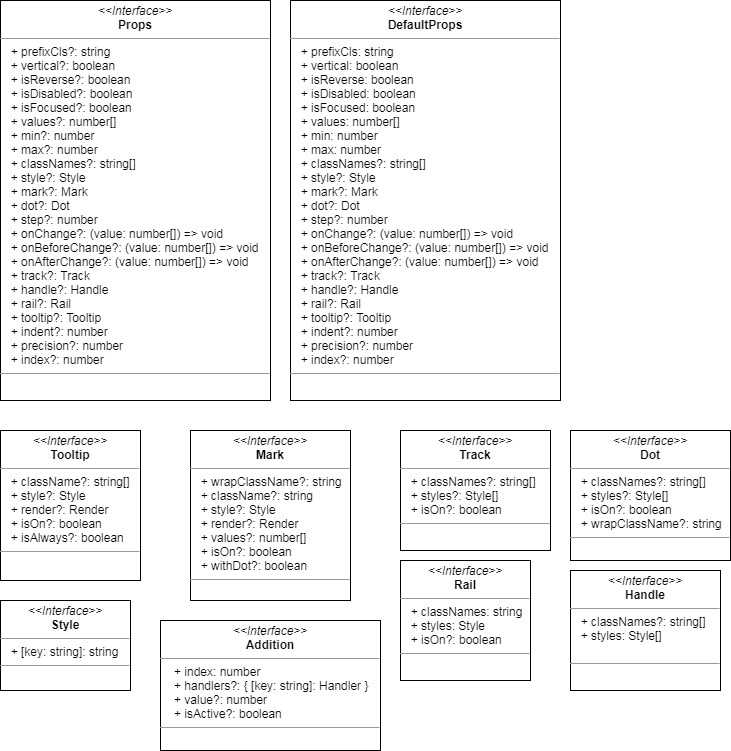 <<Interface>>
Props
+ prefixCls?: string
+ vertical?: boolean
+ isReverse?: boolean
+ isDisabled?: boolean
+ isFocused?: boolean
+ values?: number[]
+ min?: number
+ max?: number
+ classNames?: string[]
+ style?: Style
+ mark?: Mark
+ dot?: Dot
+ step?: number
+ onChange?: (value: number[]) => void
+ onBeforeChange?: (value: number[]) => void
+ onAfterChange?: (value: number[]) => void
+ track?: Track
+ handle?: Handle
+ rail?: Rail
+ tooltip?: Tooltip
+ indent?: number
+ precision?: number
+ index?: number
<<Interface>>
DefaultProps
+ prefixCls: string
+ vertical: boolean
+ isReverse: boolean
+ isDisabled: boolean
+ isFocused: boolean
+ values: number[]
+ min: number
+ max: number
+ classNames?: string[]
+ style?: Style
+ mark?: Mark
+ dot?: Dot
+ step?: number
+ onChange?: (value: number[]) => void
+ onBeforeChange?: (value: number[]) => void
+ onAfterChange?: (value: number[]) => void
+ track?: Track
+ handle?: Handle
+ rail?: Rail
+ tooltip?: Tooltip
+ indent?: number
+ precision?: number
+ index?: number
<<Interface>>
Tooltip
+ className?: string[]
+ style?: Style
+ render?: Render
+ isOn?: boolean
+ isAlways?: boolean
<<Interface>>
Mark
+ wrapClassName?: string
+ className?: string
+ style?: Style
+ render?: Render
+ values?: number[]
+ isOn?: boolean
+ withDot?: boolean
<<Interface>>
Track
+ classNames?: string[]
+ styles?: Style[]
+ isOn?: boolean
<<Interface>>
Dot
+ classNames?: string[]
+ styles?: Style[]
+ isOn?: boolean
+ wrapClassName?: string
<<Interface>>
Style
+ [key: string]: string
<<Interface>>
Addition
+ index: number
+ handlers?: { [key: string]: Handler }
+ value?: number
+ isActive?: boolean
<<Interface>>
Rail
+ classNames: string
+ styles: Style
+ isOn?: boolean
<<Interface>>
Handle
+ classNames?: string[]
+ styles: Style[]